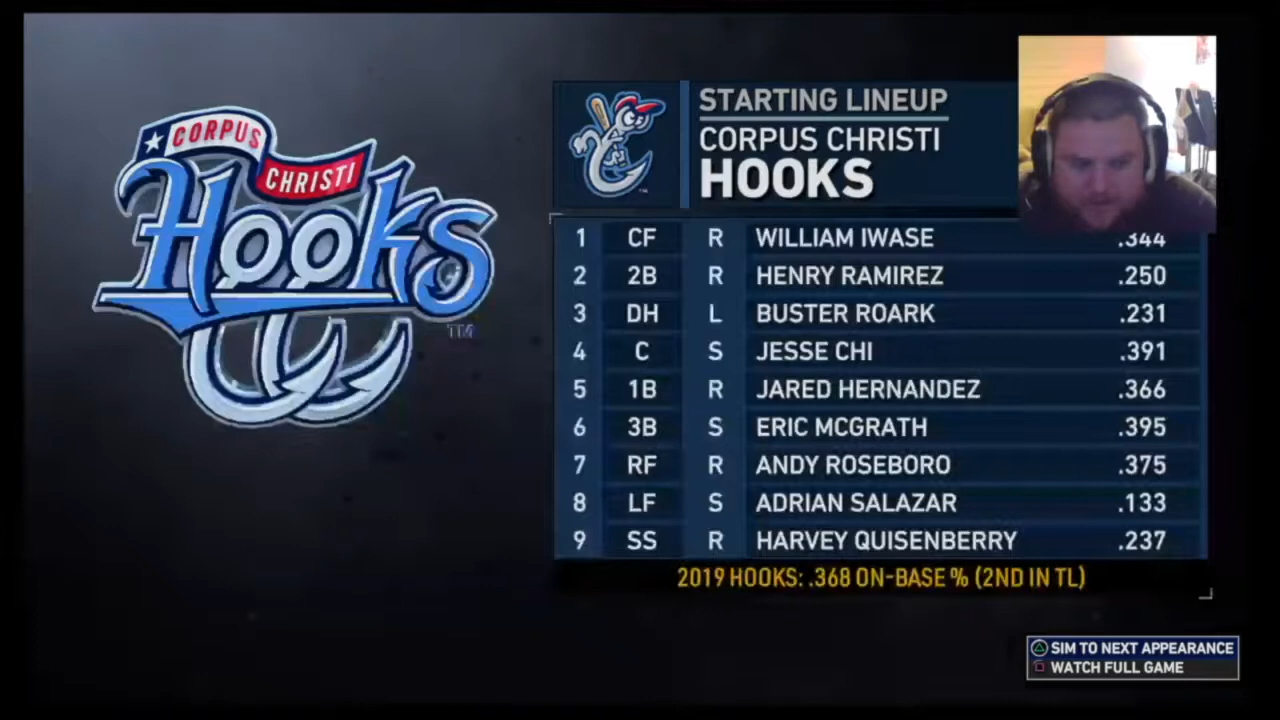 CORPUS
CHRISTI
Hooks
TM
STARTING LINEUP
CORPUS CHRISTI
HOOKS
1 CF R WILLIAM IWASE .344
2 2B R HENRY RAMIREZ .250
3 DH L BUSTER ROARK .231
4 C S JESSE CHI .391
5 1B R JARED HERNANDEZ .366
6 3B S ERIC MCGRATH .395
7 RF R ANDY ROSEBORO .375
8 LF S ADRIAN SALAZAR .133
9 SS R HARVEY QUISENBERRY .237
2019 HOOKS: .368 ON-BASE % (2ND IN TL)
SIM TO NEXT APPEARANCE
WATCH FULL GAME